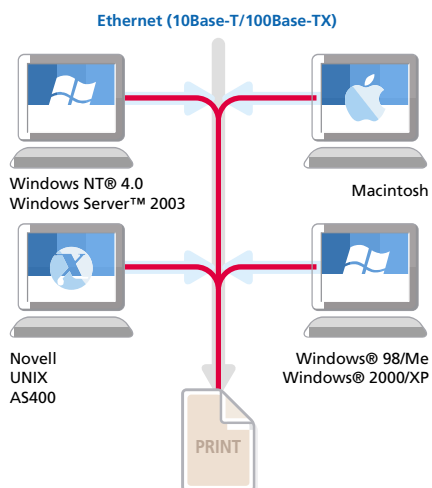 Ethernet (10Base-T/100Base-TX)
Windows NT® 4.0
Windows Server™ 2003
Macintosh
X
Novell
UNIX
AS400
Windows® 98/Me
Windows® 2000/XP
PRINT